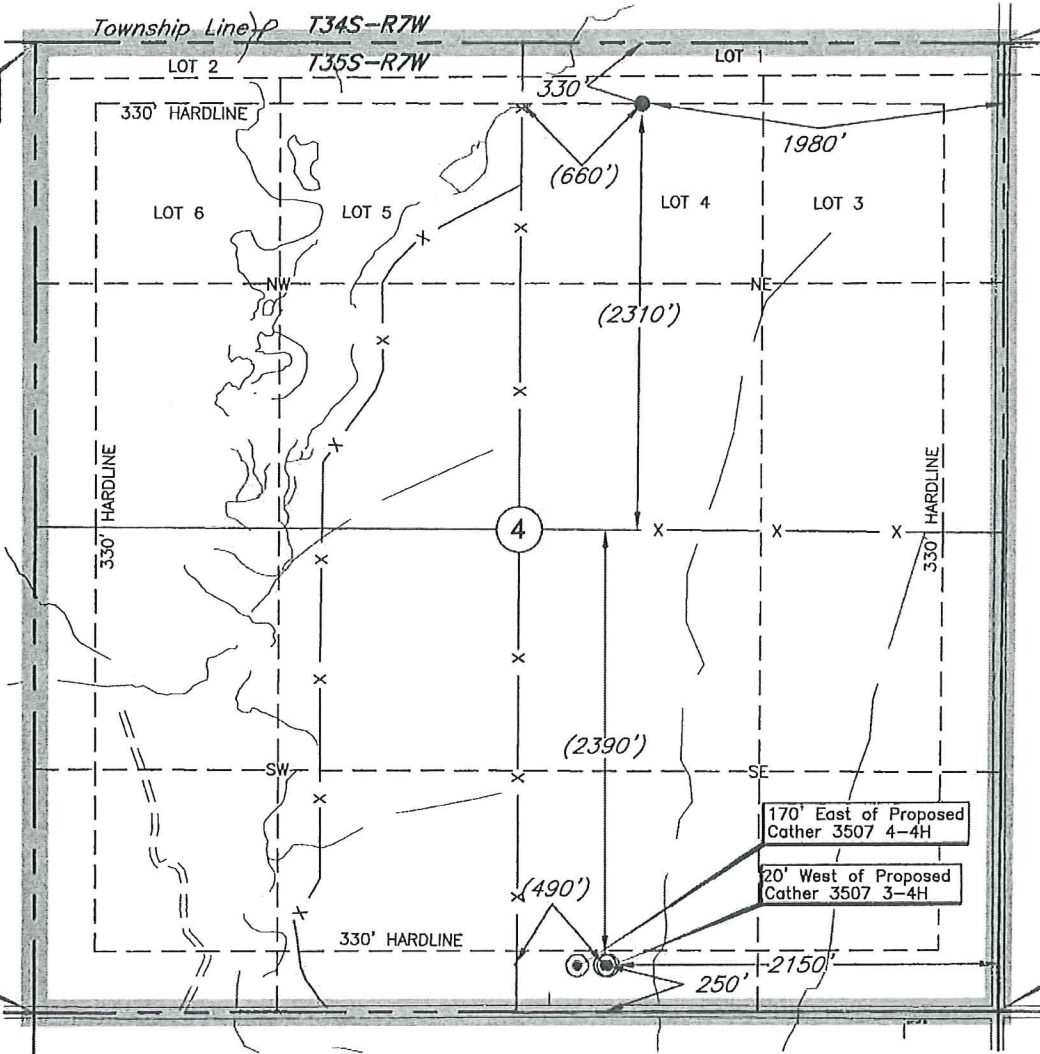 Township Line
T34S-R7W
T35S-R7W
LOT 2
LOT 1
330'
330' HARDLINE
1980'
(660')
LOT 6
LOT 5
LOT 4
LOT 3
NW
NE
(2310')
330' HARDLINE
330' HARDLINE
4
X X X
(2390')
SW
SE
170' East of Proposed
Cather 3507 4-4H
20' West of Proposed
Cather 3507 3-4H
(490')
330' HARDLINE
2150'
250'